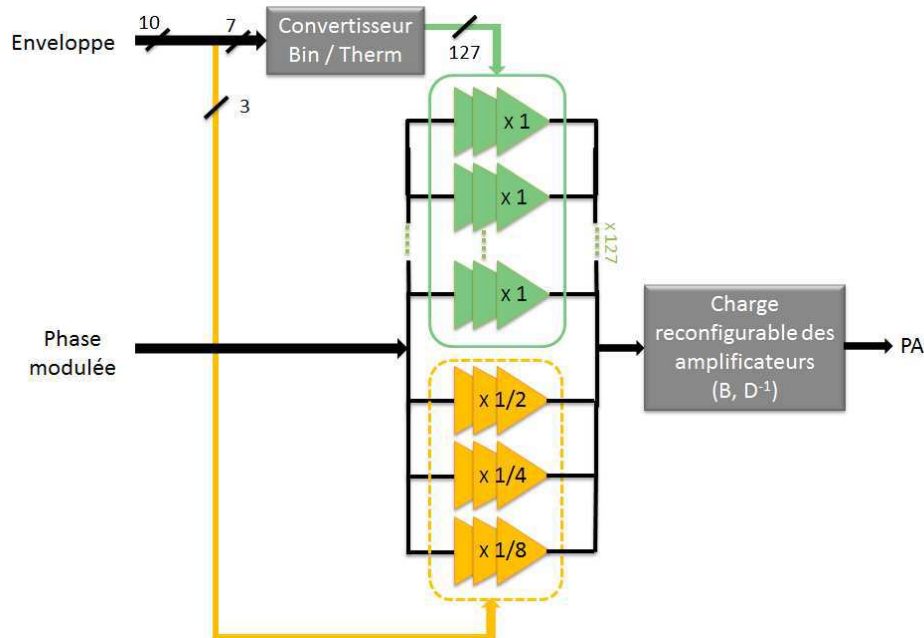 10
7
Enveloppe
Convertisseur
Bin / Therm
127
3
x 1
x 1
x 127
x 1
Phase
modulée
Charge
reconfigurable des
amplificateurs
(B, D-1)
PA
x 1/2
x 1/4
x 1/8